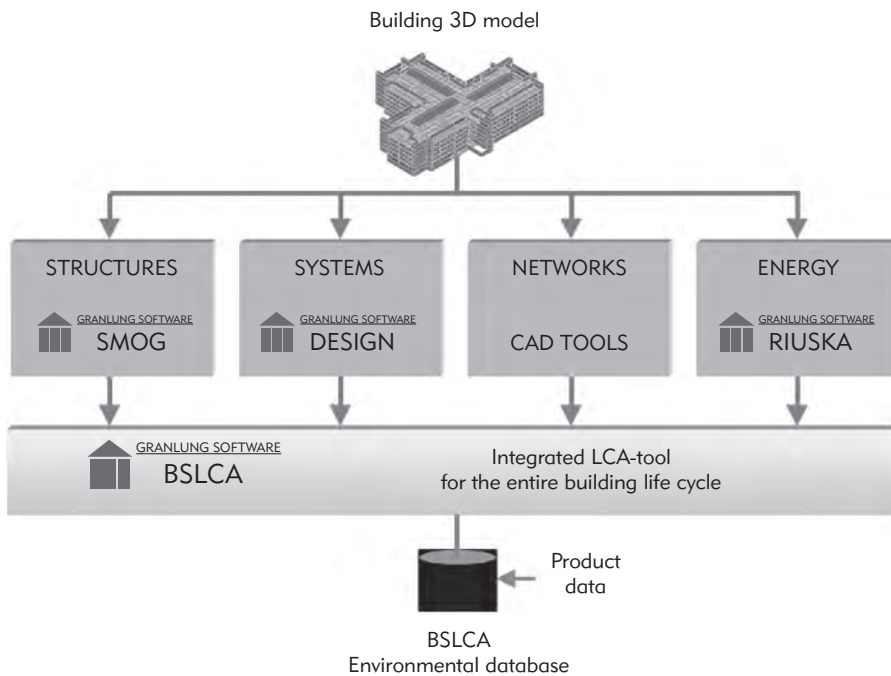 Building 3D model
STRUCTURES
GRANLUNG SOFTWARE
SMOG
SYSTEMS
GRANLUNG SOFTWARE
DESIGN
NETWORKS
CAD TOOLS
ENERGY
GRANLUNG SOFTWARE
RIUSKA
GRANLUNG SOFTWARE
BSLCA
Integrated LCA-tool
for the entire building life cycle
Product
data
BSLCA
Environmental database